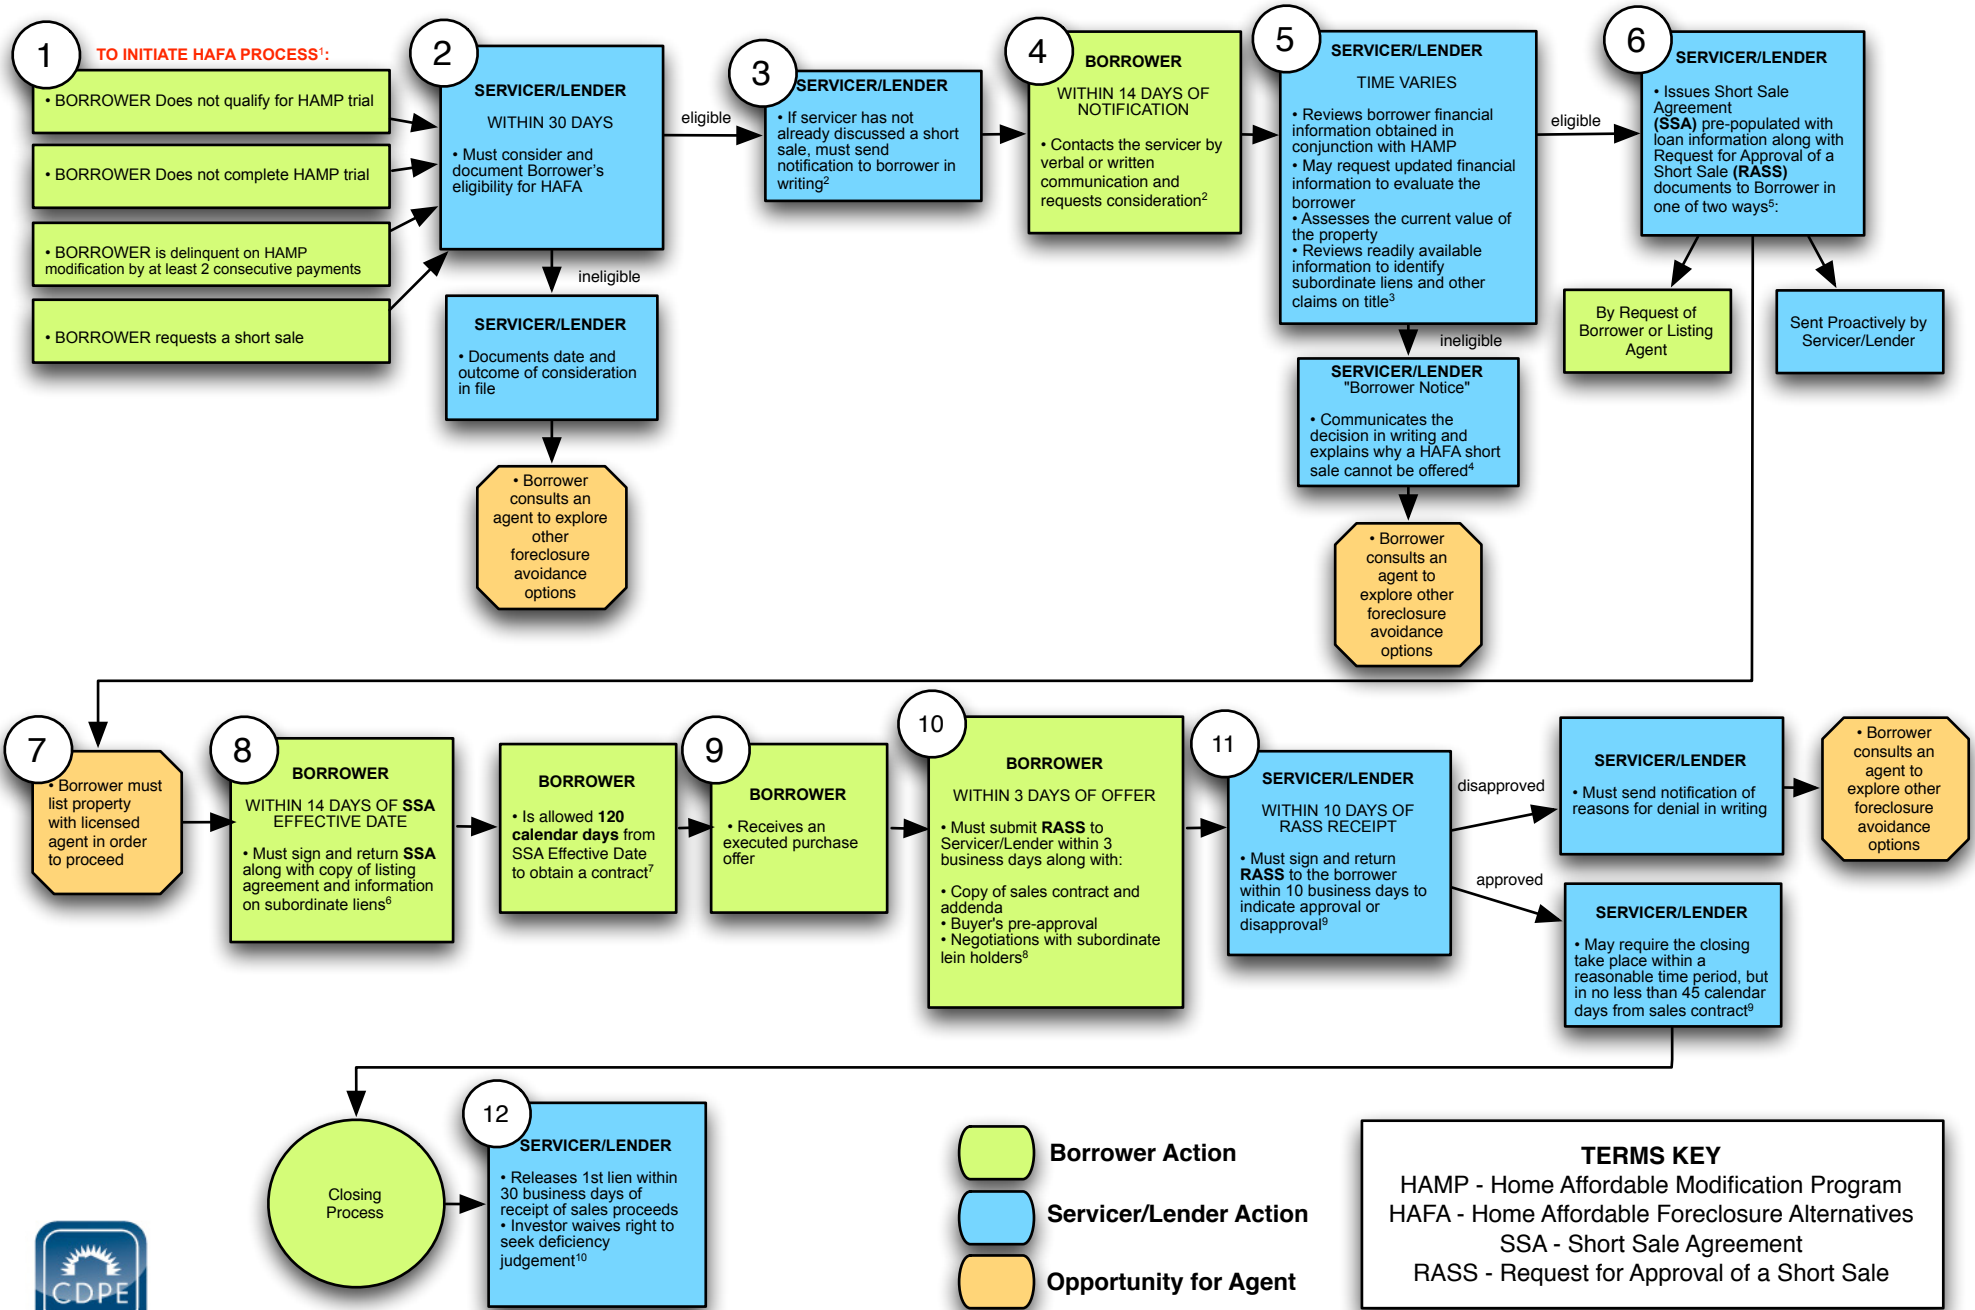 1
TO INITIATE HAFA PROCESS¹:
• BORROWER Does not qualify for HAMP trial
• BORROWER Does not complete HAMP trial
• BORROWER is delinquent on HAMP
modification by at least 2 consecutive payments
• BORROWER requests a short sale
2
SERVICER/LENDER
WITHIN 30 DAYS
• Must consider and
document Borrower's
eligibility for HAFA
eligible
ineligible
SERVICER/LENDER
• Documents date and
outcome of consideration
in file
• Borrower
consults an
agent to explore
other
foreclosure
avoidance
options
3
SERVICER/LENDER
• If servicer has not
already discussed a short
sale, must send
notification to borrower in
writing²
4
BORROWER
WITHIN 14 DAYS OF
NOTIFICATION
• Contacts the servicer by
verbal or written
communication and
requests consideration²
5
SERVICER/LENDER
TIME VARIES
• Reviews borrower financial
information obtained in
conjunction with HAMP
• May request updated financial
information to evaluate the
borrower
• Assesses the current value of
the property
• Reviews readily available
information to identify
subordinate liens and other
claims on title³
eligible
ineligible
SERVICER/LENDER
"Borrower Notice"
• Communicates the
decision in writing and
explains why a HAFA short
sale cannot be offered⁴
• Borrower
consults an
agent to
explore other
foreclosure
avoidance
options
6
SERVICER/LENDER
• Issues Short Sale
Agreement
(SSA) pre-populated with
loan information along with
Request for Approval of a
Short Sale (RASS)
documents to Borrower in
one of two ways⁵:
By Request of
Borrower or Listing
Agent
Sent Proactively by
Servicer/Lender
7
• Borrower must
list property
with licensed
agent in order
to proceed
8
BORROWER
WITHIN 14 DAYS OF SSA
EFFECTIVE DATE
• Must sign and return SSA
along with copy of listing
agreement and information
on subordinate liens⁶
BORROWER
• Is allowed 120
calendar days from
SSA Effective Date
to obtain a contract⁷
9
BORROWER
• Receives an
executed purchase
offer
10
BORROWER
WITHIN 3 DAYS OF OFFER
• Must submit RASS to
Servicer/Lender within 3
business days along with:
• Copy of sales contract and
addenda
• Buyer's pre-approval
• Negotiations with subordinate
lein holders⁸
11
SERVICER/LENDER
WITHIN 10 DAYS OF
RASS RECEIPT
• Must sign and return
RASS to the borrower
within 10 business days to
indicate approval or
disapproval⁹
disapproved
approved
SERVICER/LENDER
• Must send notification of
reasons for denial in writing
• Borrower
consults an
agent to
explore other
foreclosure
avoidance
options
SERVICER/LENDER
• May require the closing
take place within a
reasonable time period, but
in no less than 45 calendar
days from sales contract⁹
Closing
Process
12
SERVICER/LENDER
• Releases 1st lien within
30 business days of
receipt of sales proceeds
• Investor waives right to
seek deficiency
judgement¹⁰
Borrower Action
Servicer/Lender Action
Opportunity for Agent
TERMS KEY
HAMP - Home Affordable Modification Program
HAFA - Home Affordable Foreclosure Alternatives
SSA - Short Sale Agreement
RASS - Request for Approval of a Short Sale
CDPE